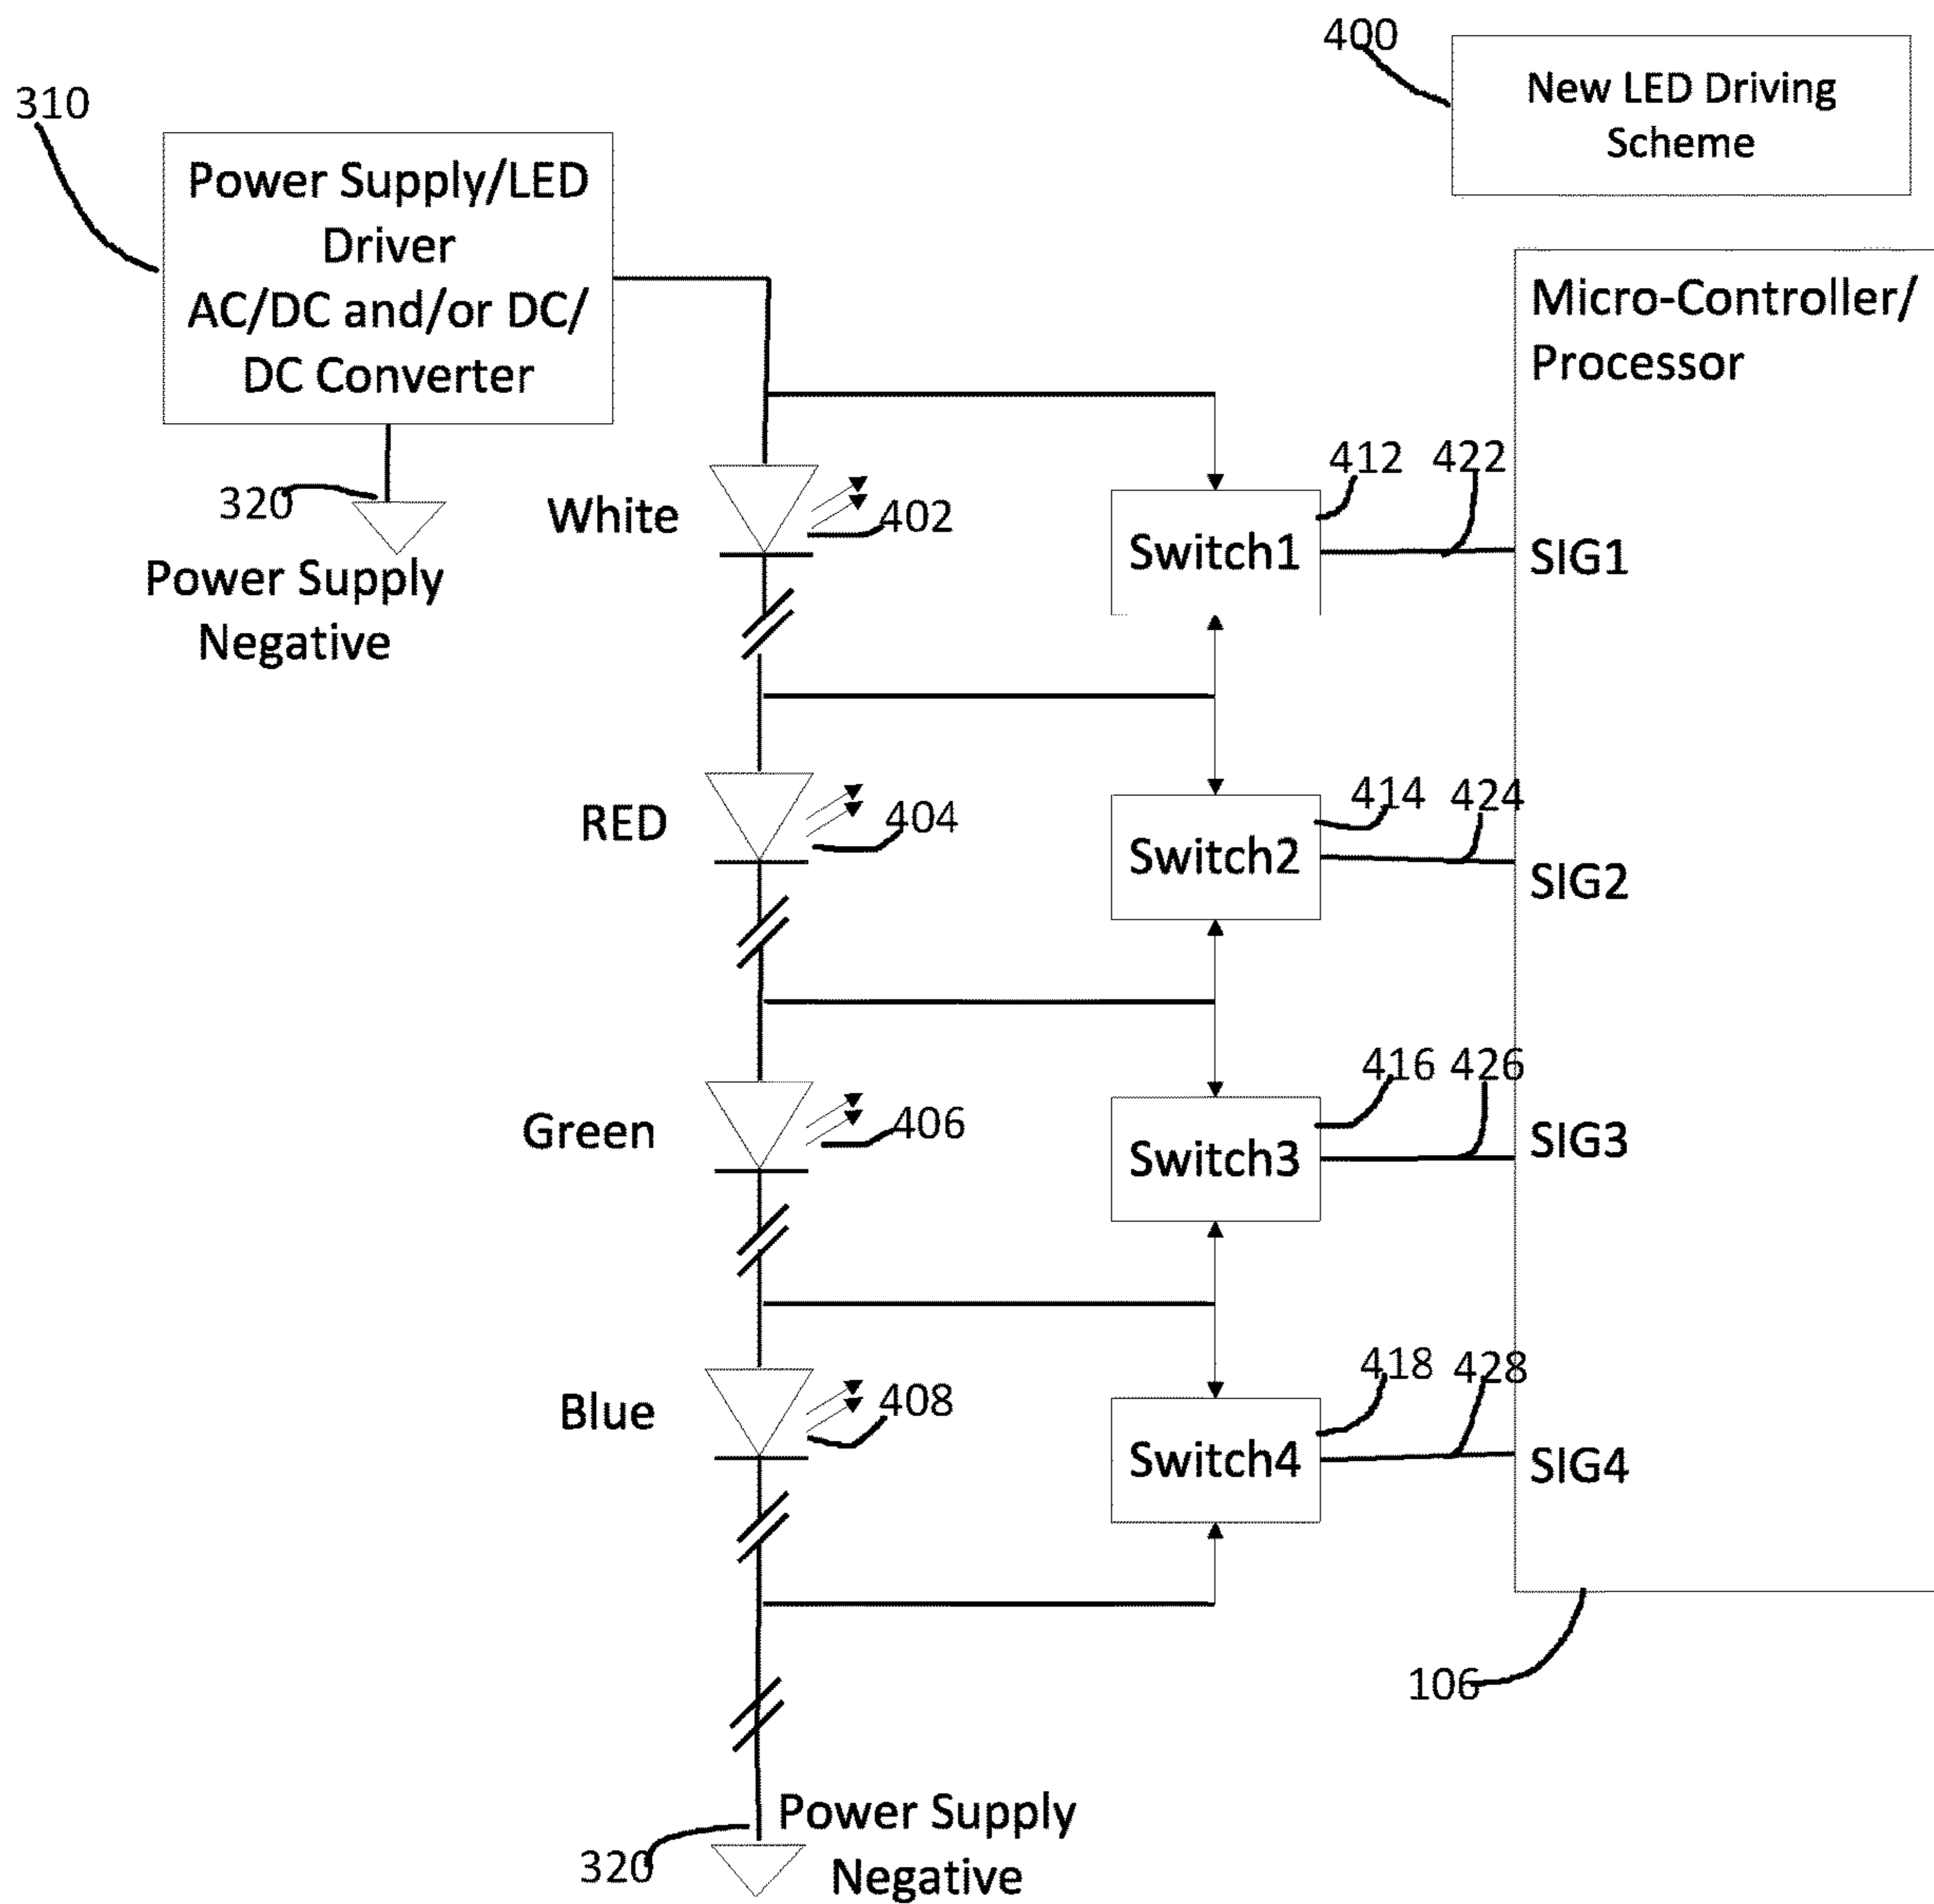 400
New LED Driving
Scheme
310
Power Supply/LED
Driver
AC/DC and/or DC/
DC Converter
320
Power Supply
Negative
Micro-Controller/
Processor
White
402
412
422
Switch1
SIG1
RED
404
414
424
Switch2
SIG2
Green
406
416
426
Switch3
SIG3
Blue
408
418
428
Switch4
SIG4
106
320
Power Supply
Negative